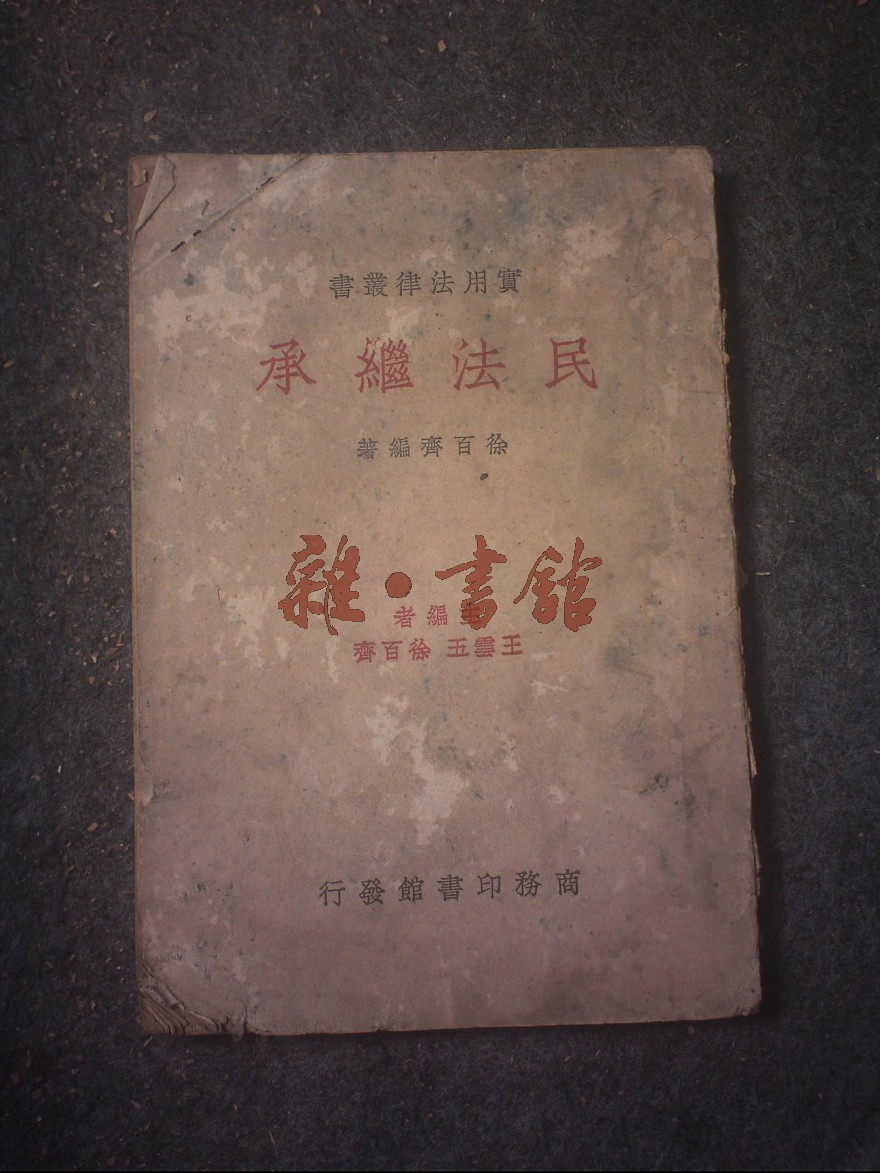 實用法律叢書
民法繼承
徐百齊編著
雜·書館
主編者
王雲五 徐百齊
商務印書館發行